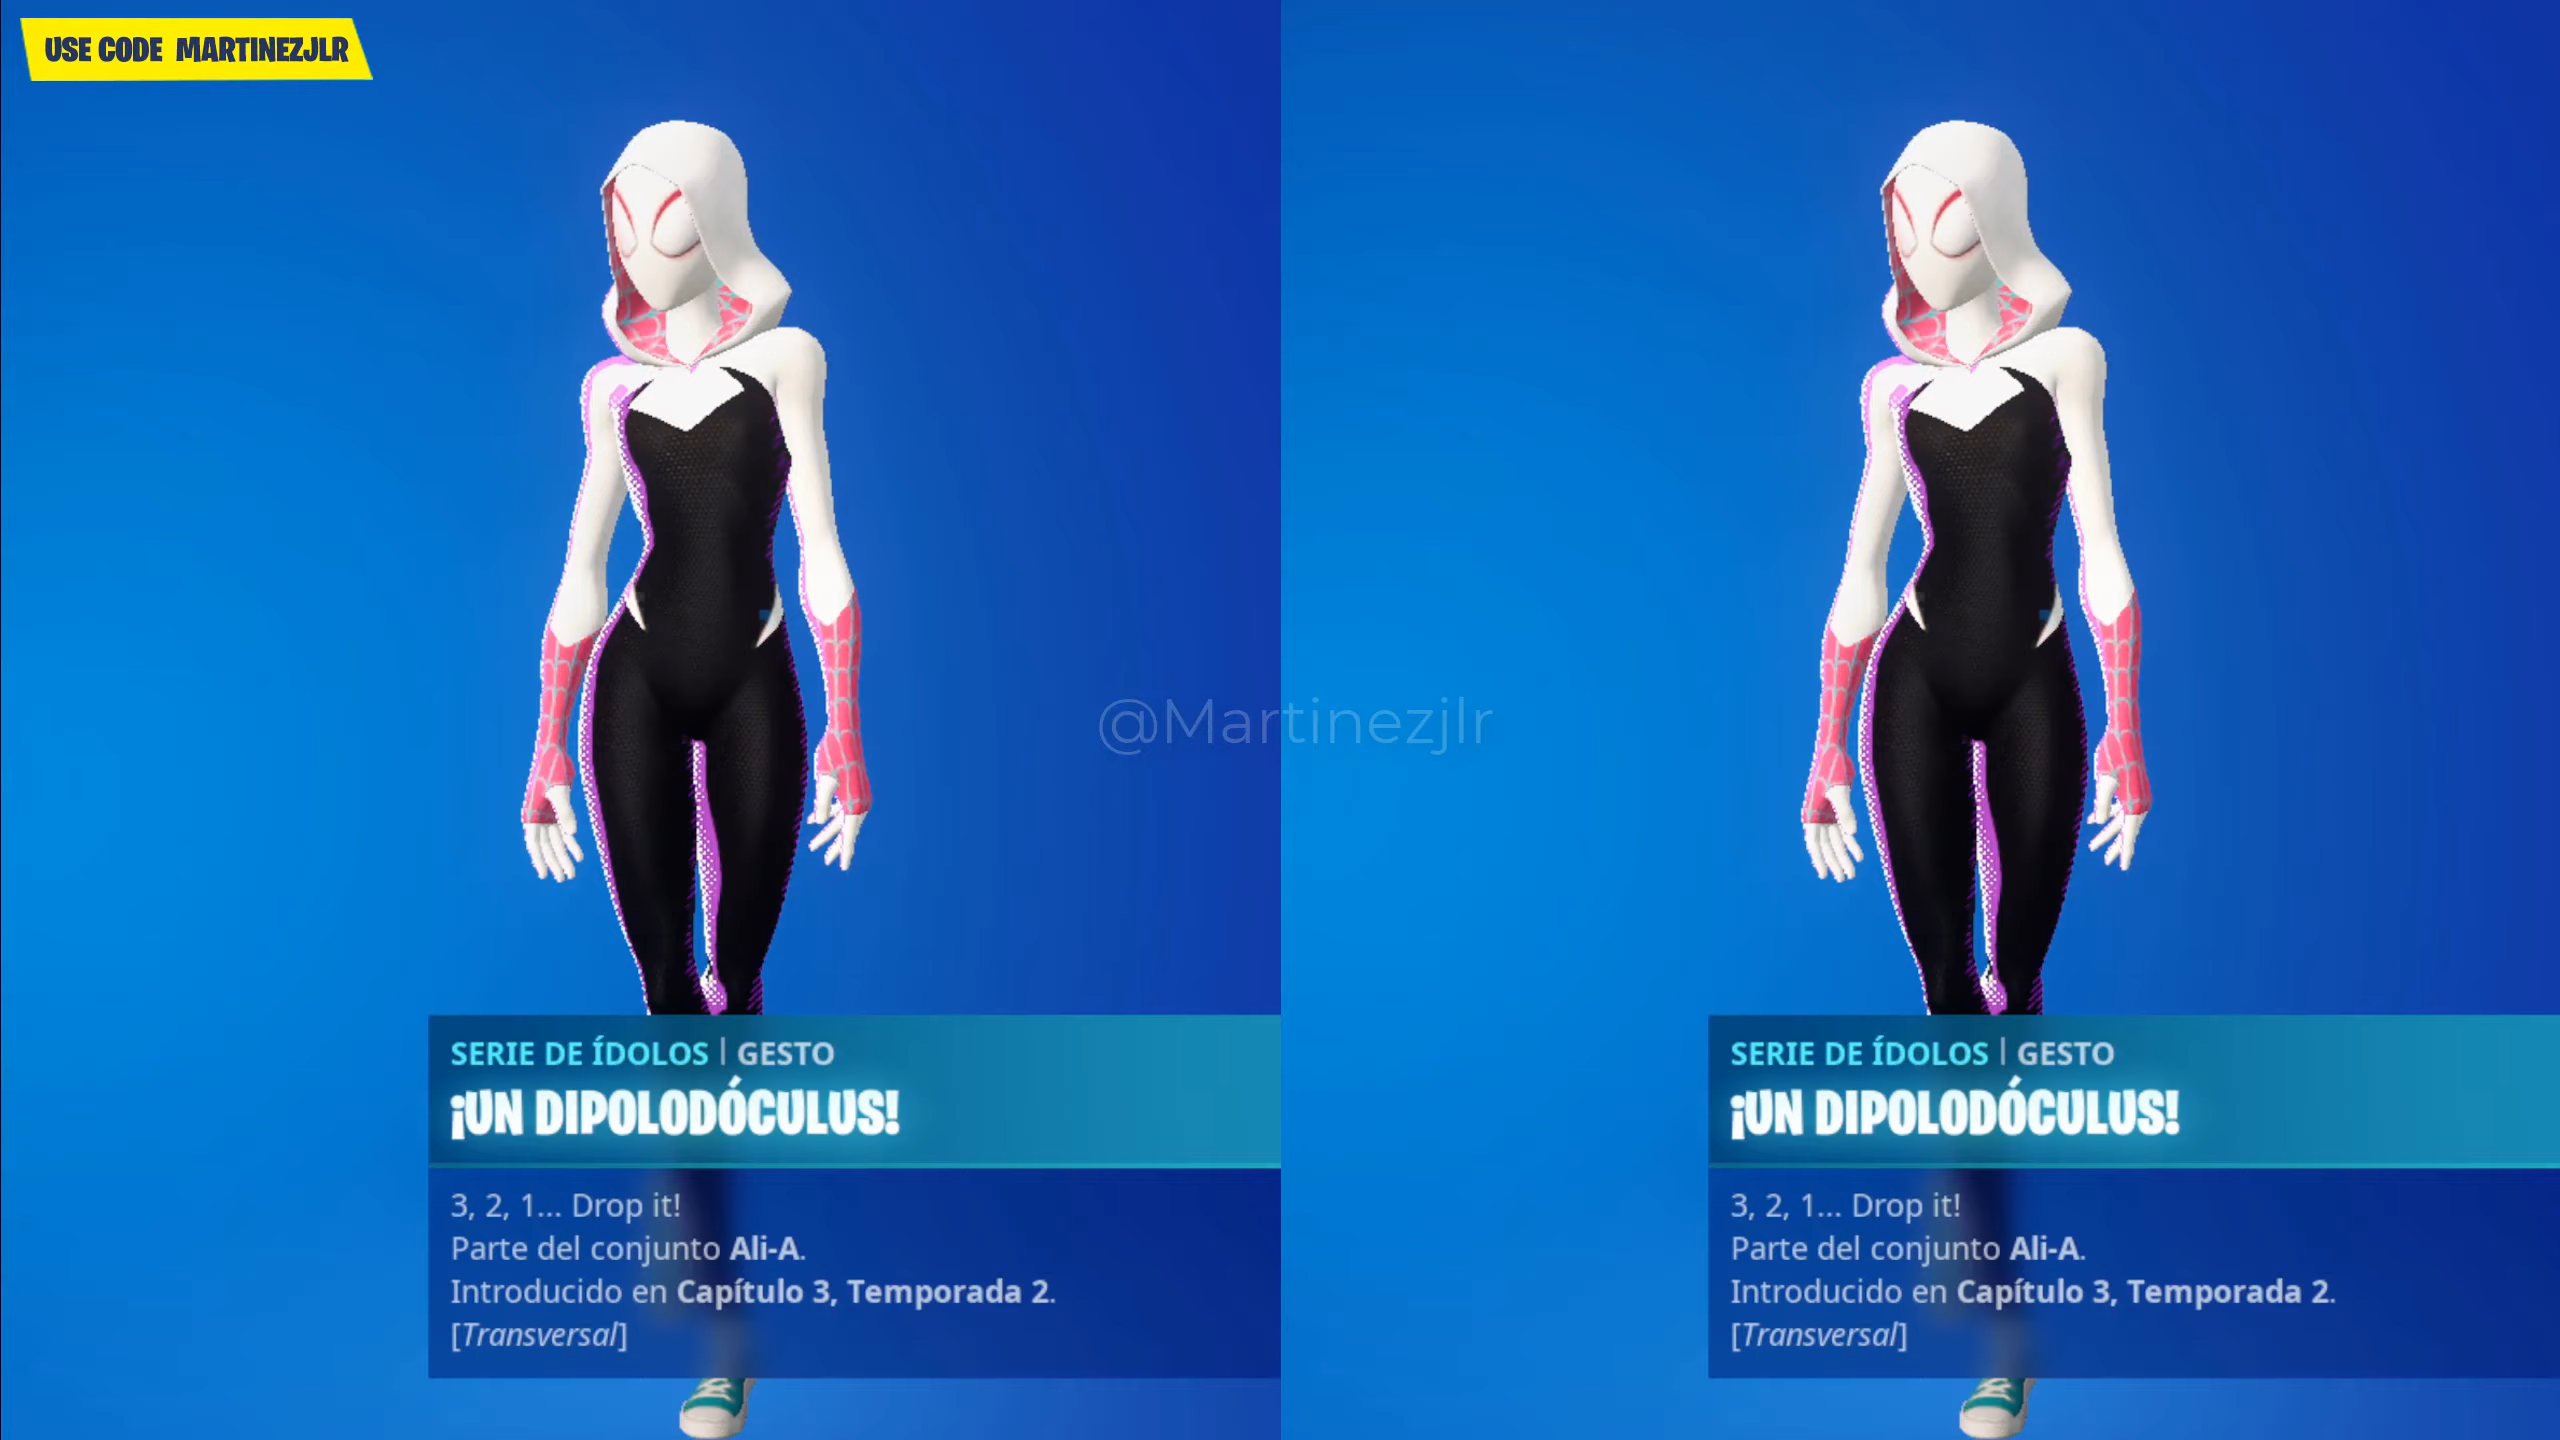 USE CODE MARTINEZJLR
@Martinezjlr
SERIE DE ÍDOLOS | GESTO
¡UN DIPOLODÓCULUS!
3, 2, 1... Drop it!
Parte del conjunto Ali-A.
Introducido en Capítulo 3, Temporada 2.
[Transversal]
SERIE DE ÍDOLOS | GESTO
¡UN DIPOLODÓCULUS!
3, 2, 1... Drop it!
Parte del conjunto Ali-A.
Introducido en Capítulo 3, Temporada 2.
[Transversal]